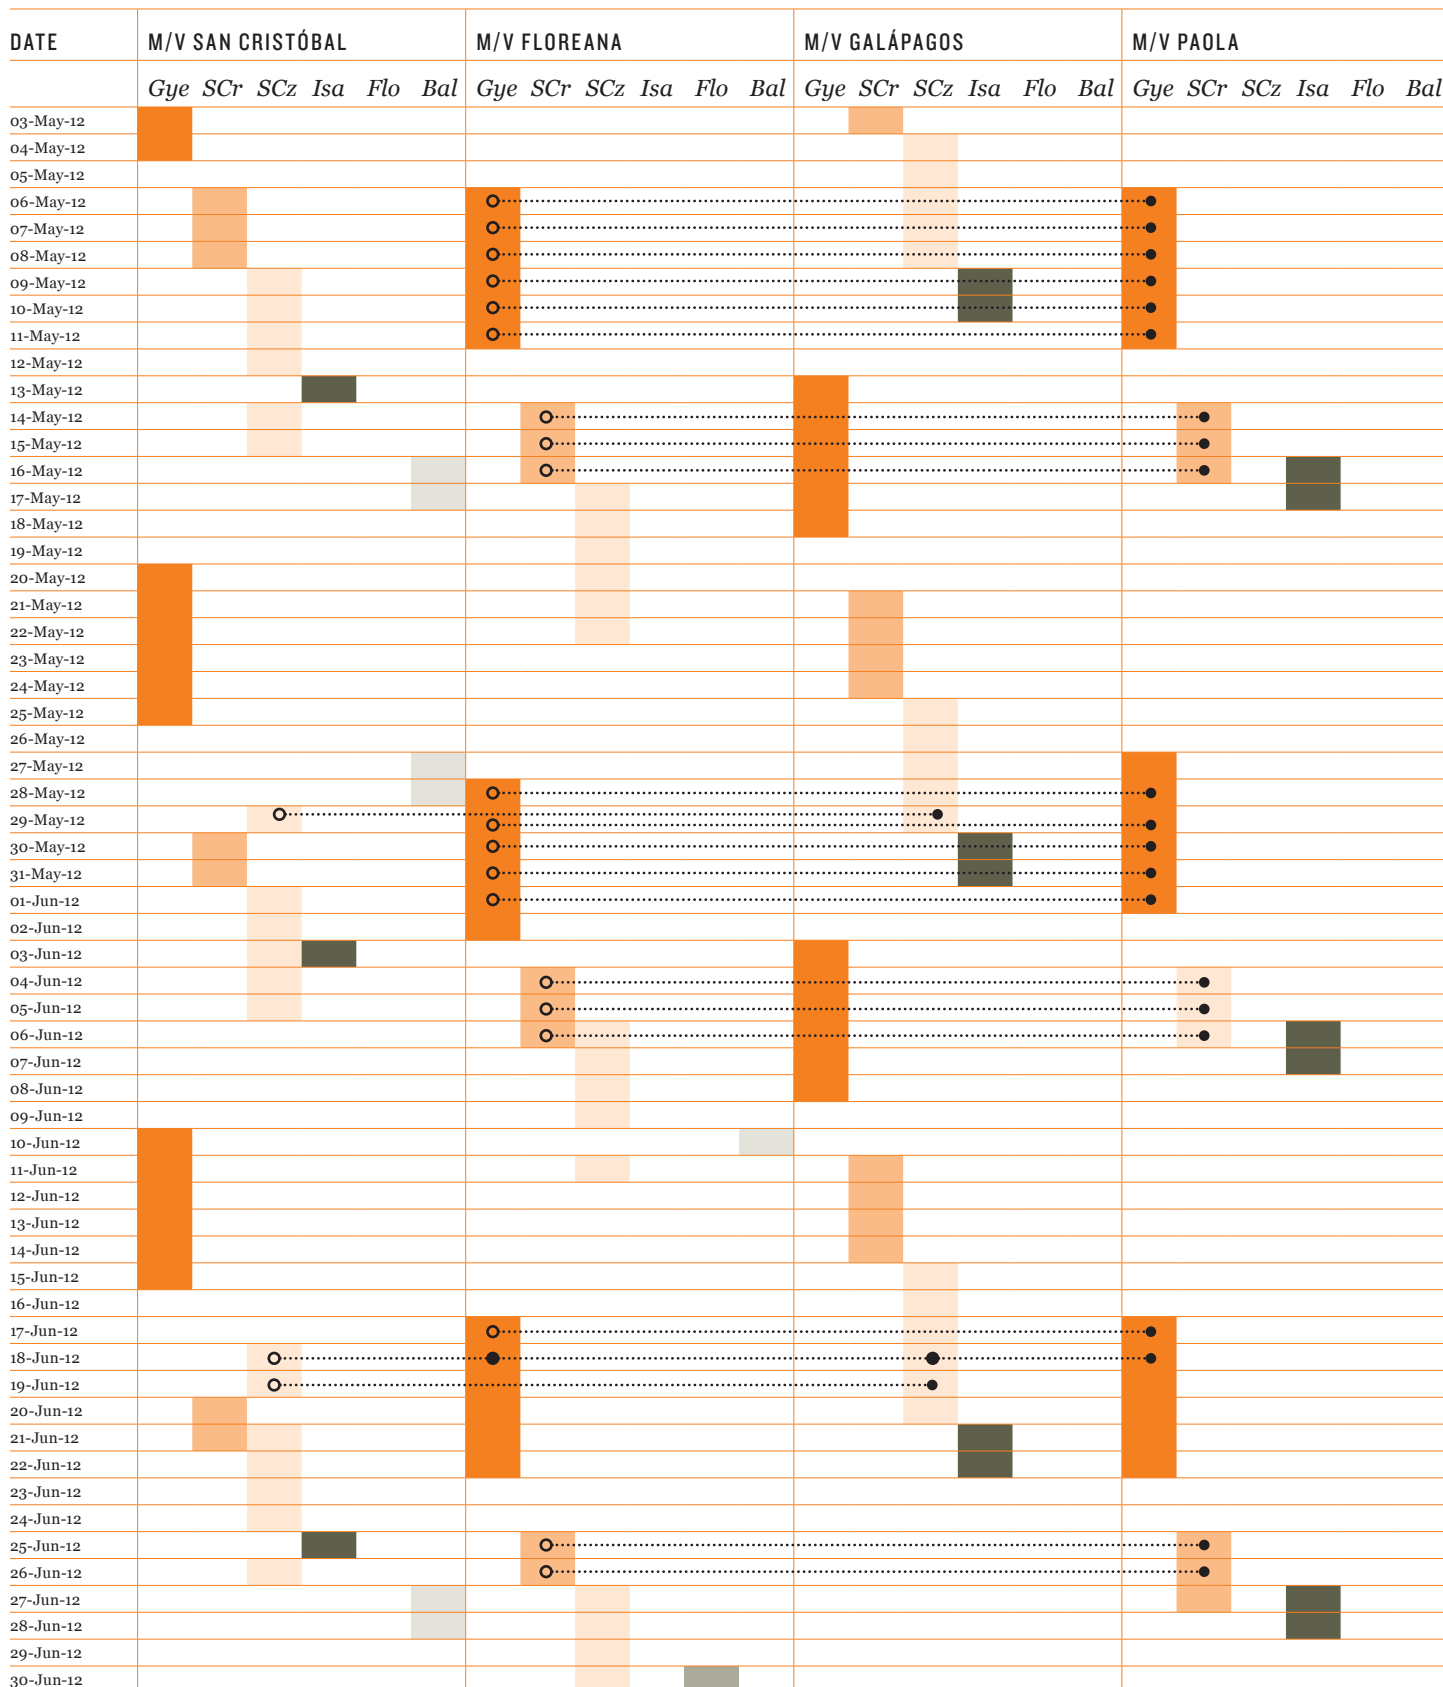 DATE M/V SAN CRISTÓBAL M/V FLOREANA M/V GALÁPAGOS M/V PAOLA
Gye SCr SCz Isa Flo Bal Gye SCr SCz Isa Flo Bal Gye SCr SCz Isa Flo Bal Gye SCr SCz Isa Flo Bal
03-May-12
04-May-12
05-May-12
06-May-12
07-May-12
08-May-12
09-May-12
10-May-12
11-May-12
12-May-12
13-May-12
14-May-12
15-May-12
16-May-12
17-May-12
18-May-12
19-May-12
20-May-12
21-May-12
22-May-12
23-May-12
24-May-12
25-May-12
26-May-12
27-May-12
28-May-12
29-May-12
30-May-12
31-May-12
01-Jun-12
02-Jun-12
03-Jun-12
04-Jun-12
05-Jun-12
06-Jun-12
07-Jun-12
08-Jun-12
09-Jun-12
10-Jun-12
11-Jun-12
12-Jun-12
13-Jun-12
14-Jun-12
15-Jun-12
16-Jun-12
17-Jun-12
18-Jun-12
19-Jun-12
20-Jun-12
21-Jun-12
22-Jun-12
23-Jun-12
24-Jun-12
25-Jun-12
26-Jun-12
27-Jun-12
28-Jun-12
29-Jun-12
30-Jun-12